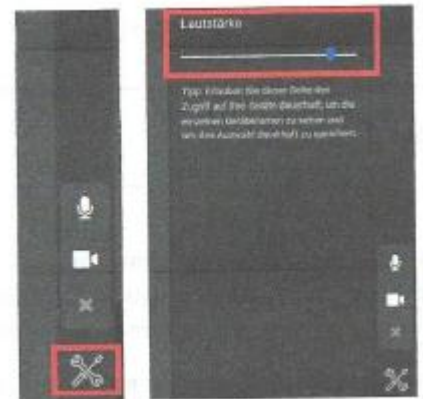 Lautstärke
Tipp: Erlauben Sie dieser Seite den
Zugriff auf Ihre Geräte dauerhaft, um die
einzelnen Gerätenamen zu sehen und
um Ihre Auswahl dauerhaft zu speichern.